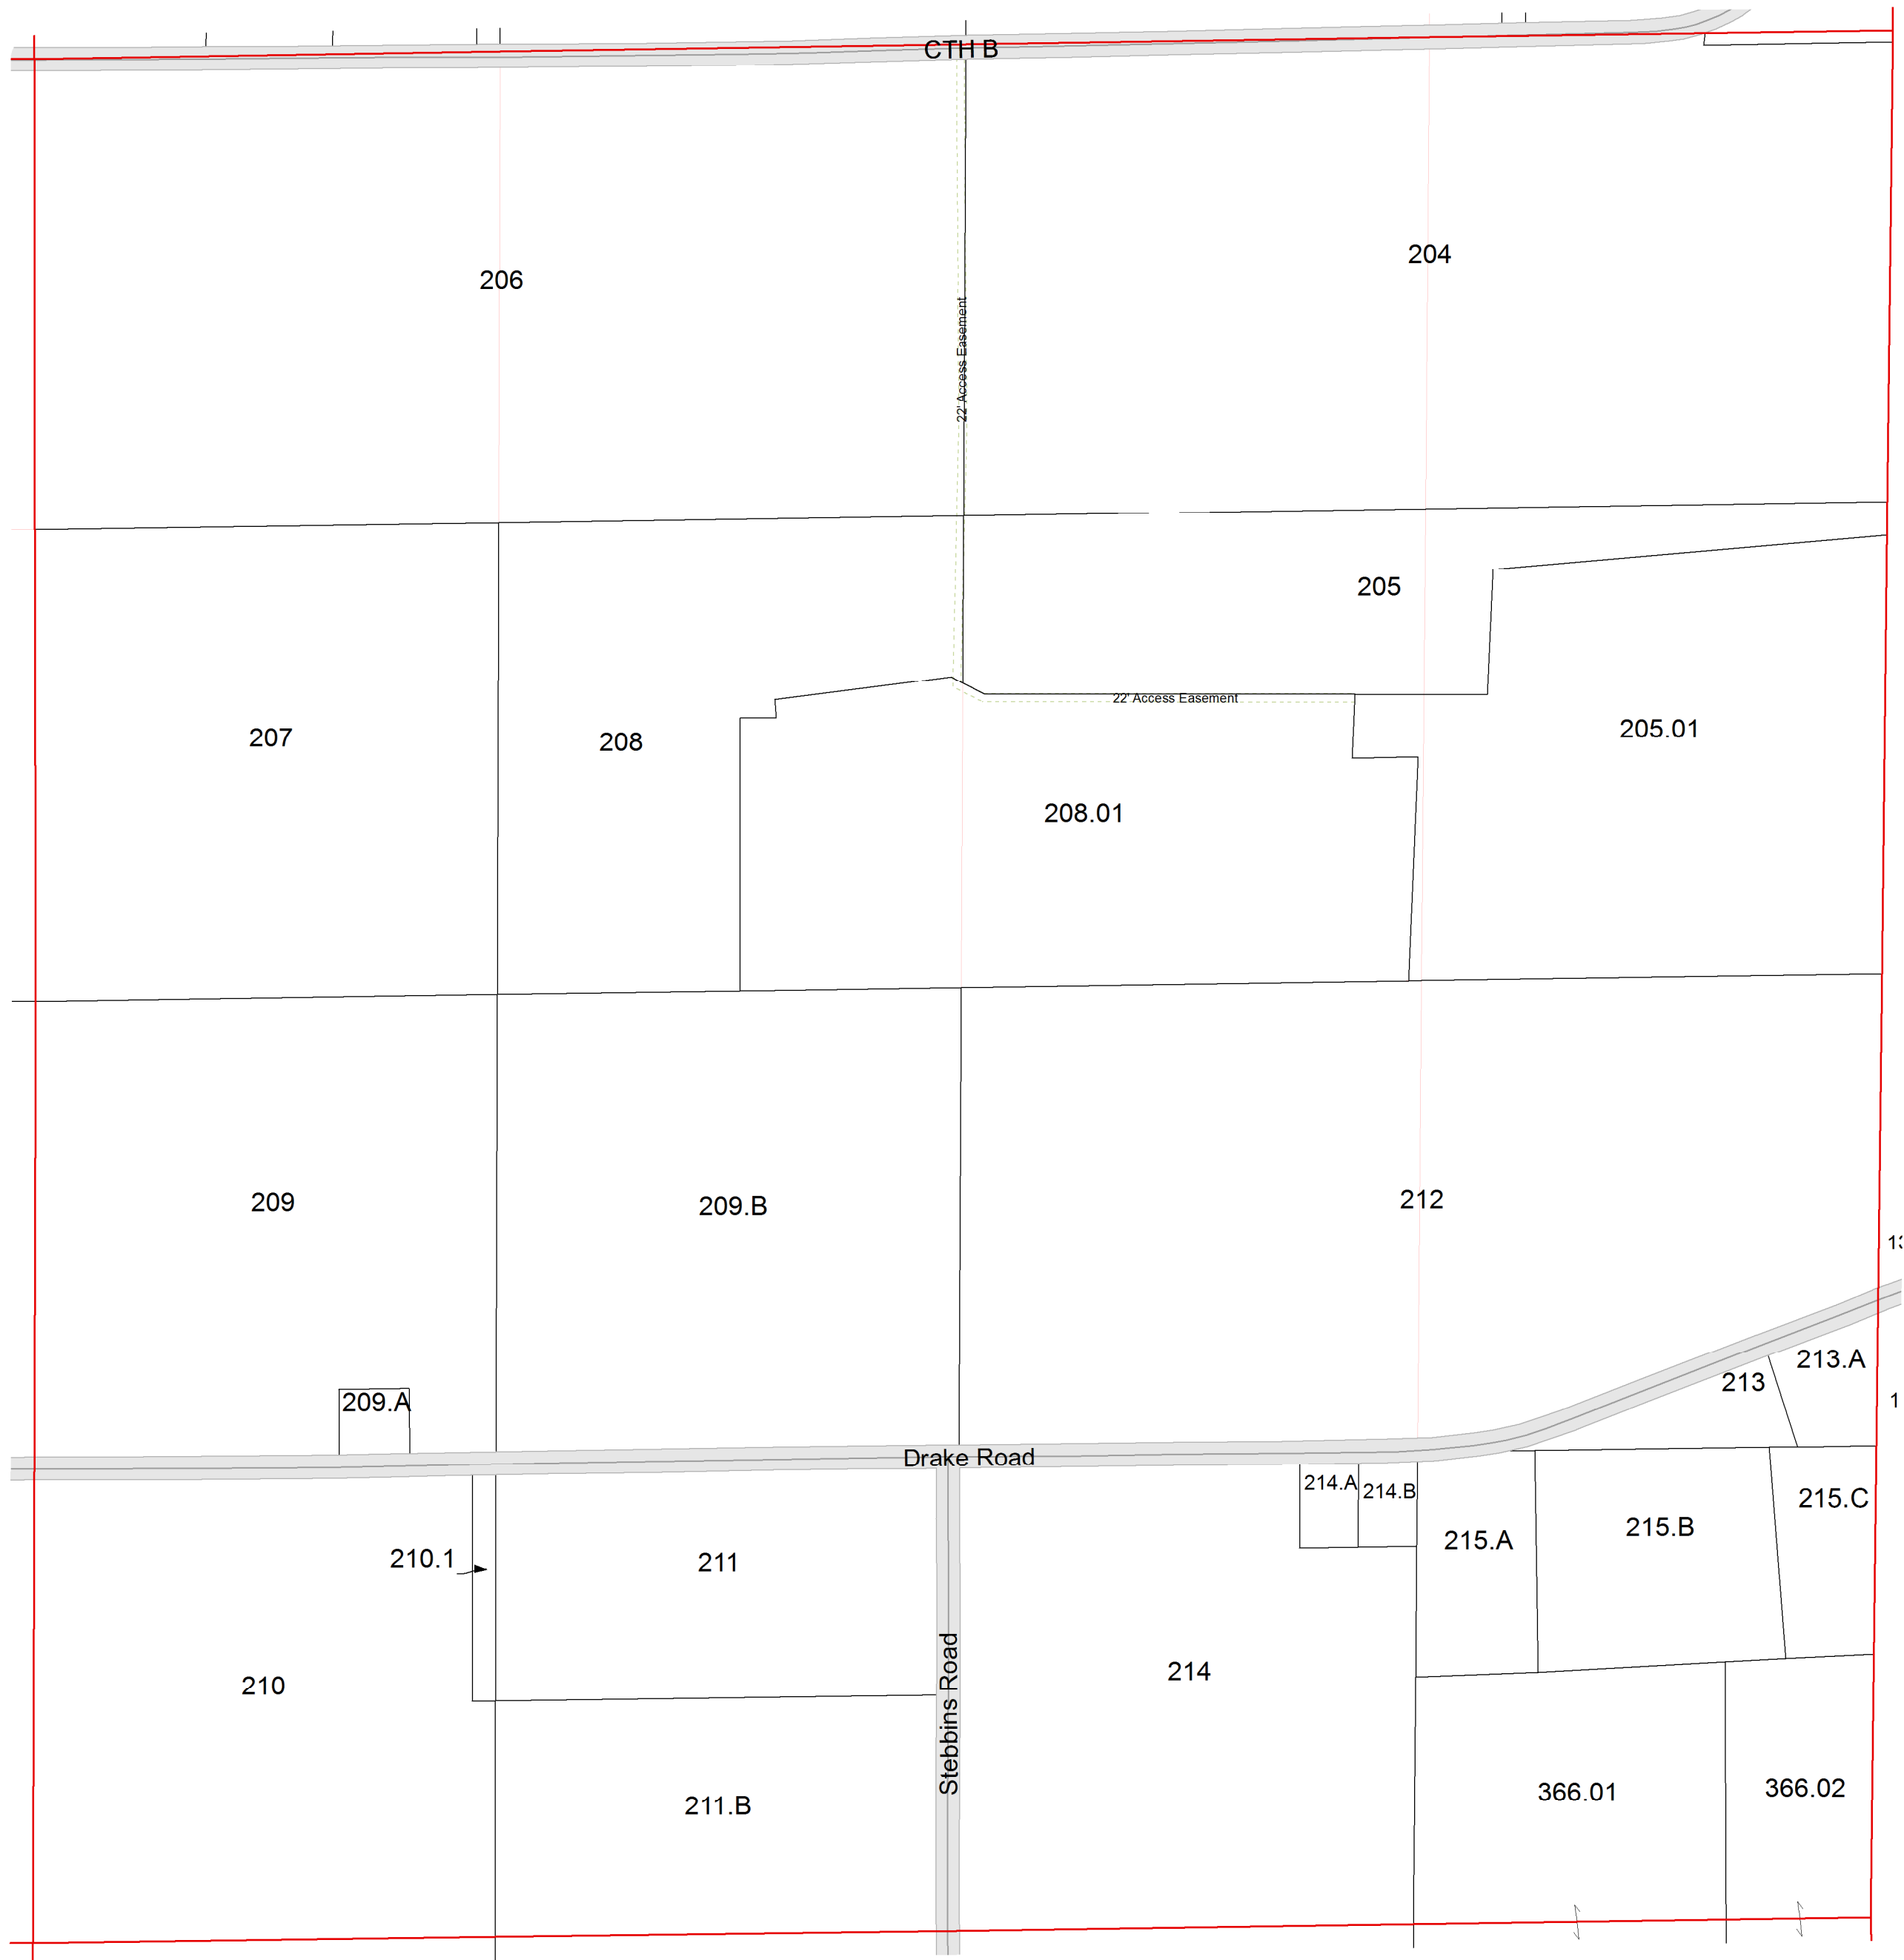 CTH B
204
206
22' Access Easement
205
22' Access Easement
205.01
207
208
208.01
212
209
209.B
213.A
213
209.A
Drake Road
214.A
214.B
215.C
215.B
215.A
210.1
211
Stebbins Road
214
210
366.02
366.01
211.B